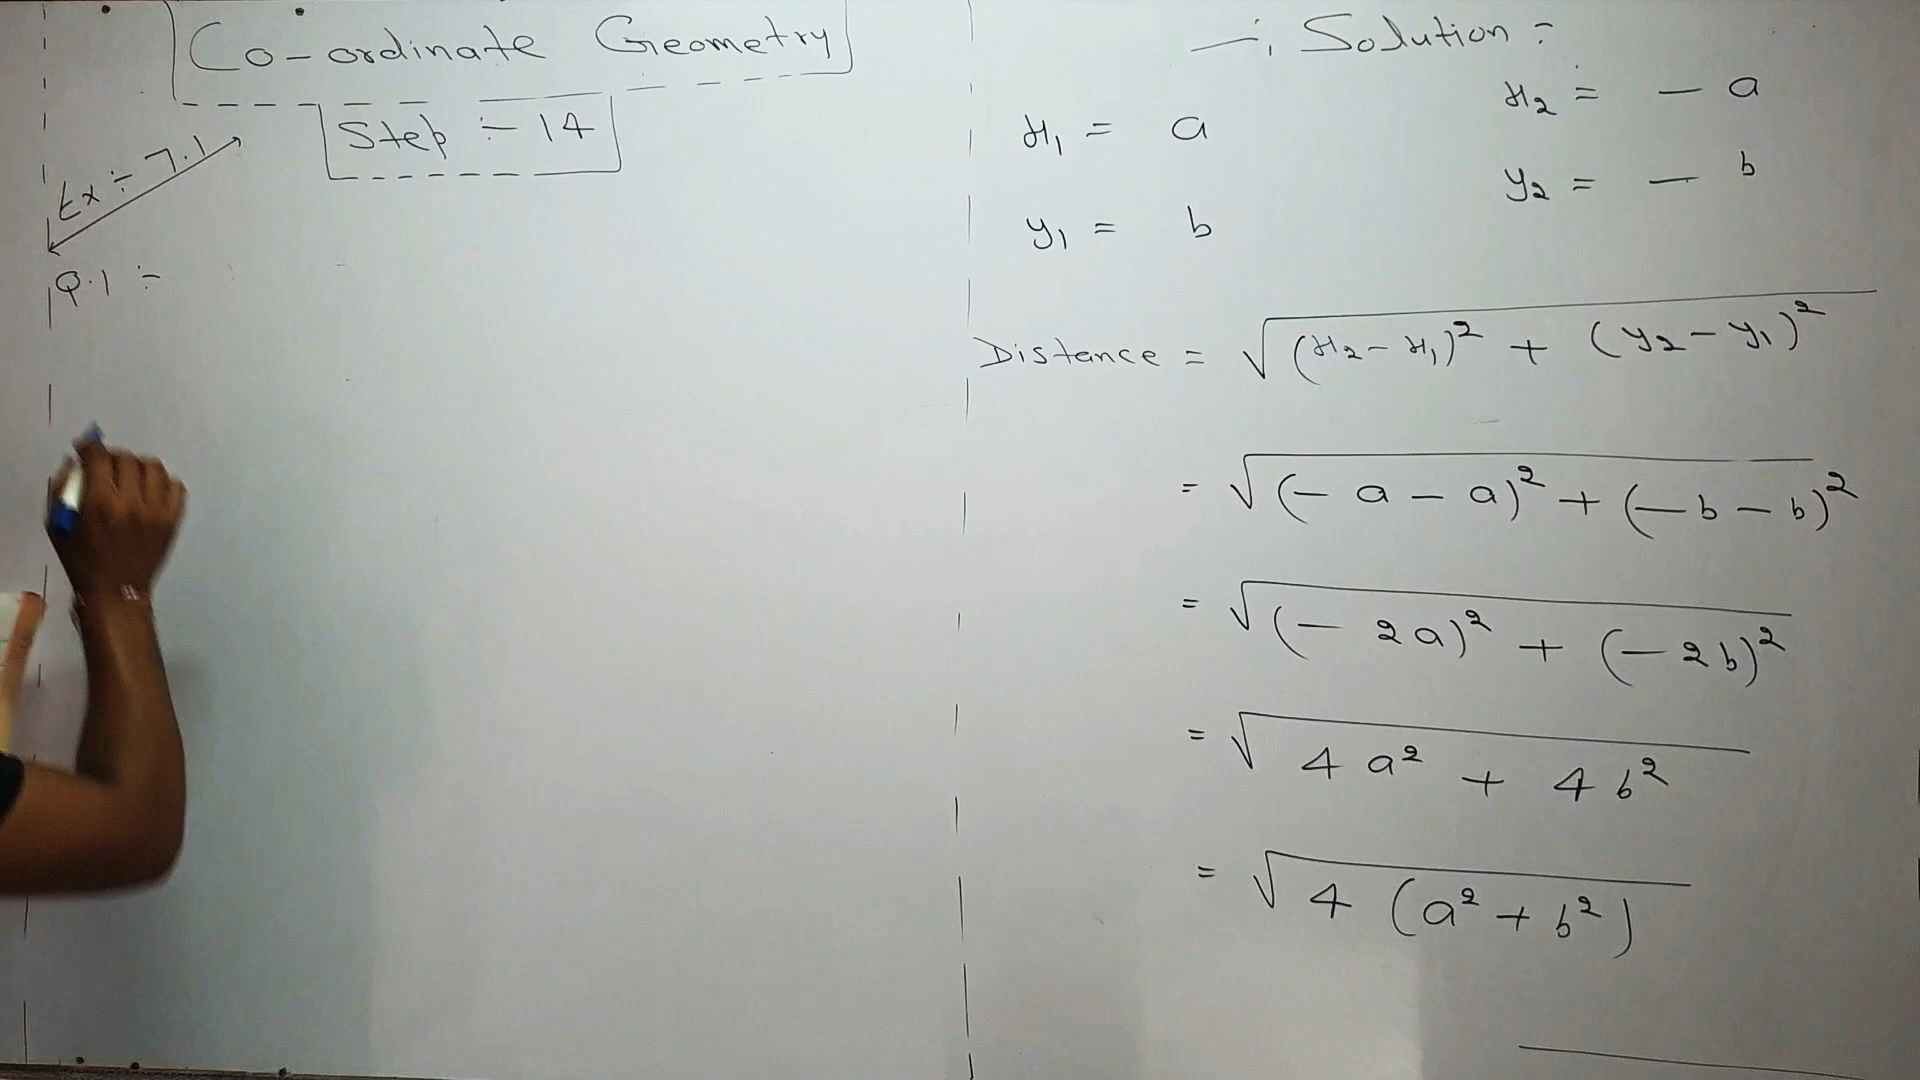 Co-ordinate Geometry
Step :- 14
Ex :- 7.1
Q.1 :-
—: Solution :-
x₁ = a
x₂ = - a
y₁ = b
y₂ = - b
Distance = √(x₂ - x₁)² + (y₂ - y₁)²
= √(- a - a)² + (- b - b)²
= √(- 2a)² + (- 2b)²
= √4a² + 4b²
= √4 (a² + b²)